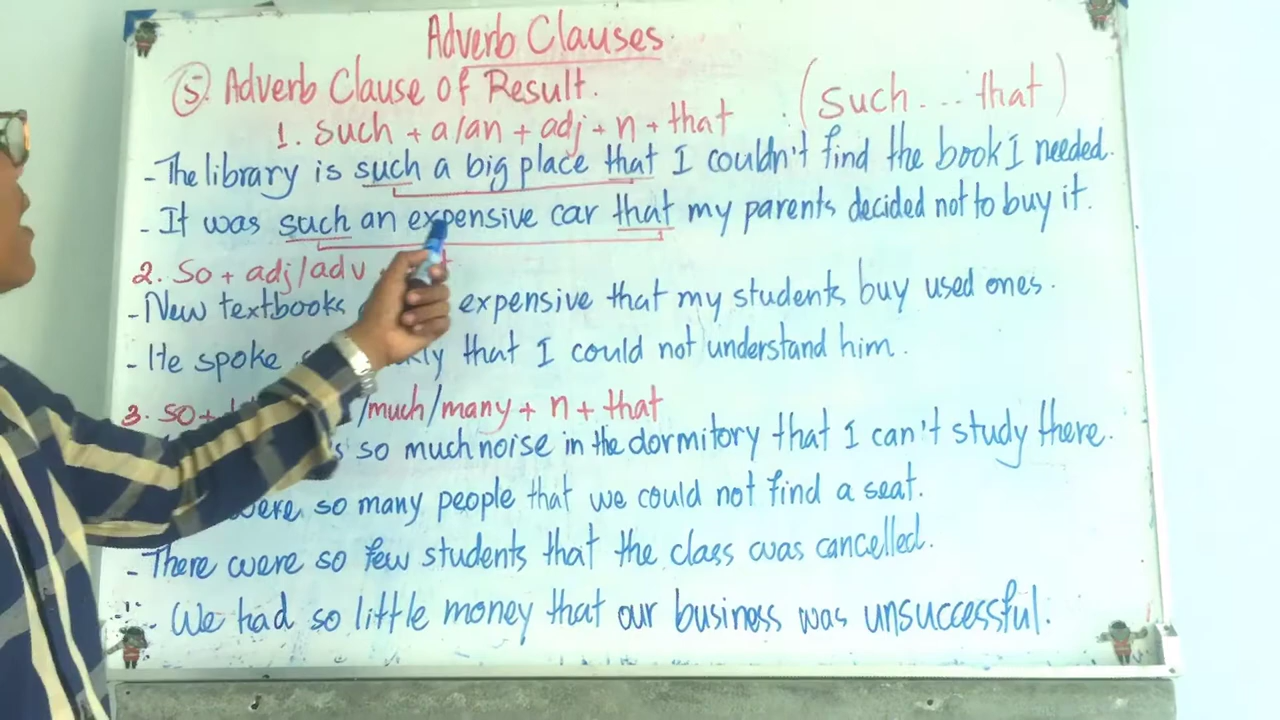 Adverb Clauses
5. Adverb Clause of Result. (such... that)
1. such + a/an + adj + n + that
- The library is such a big place that I couldn't find the book I needed.
- It was such an expensive car that my parents decided not to buy it.
2. So + adj/adv
- New textbooks expensive that my students buy used ones.
- He spoke that I could not understand him.
3. so + /much/many + n + that
so much noise in the dormitory that I can't study there.
were so many people that we could not find a seat.
- There were so few students that the class was cancelled.
- We had so little money that our business was unsuccessful.